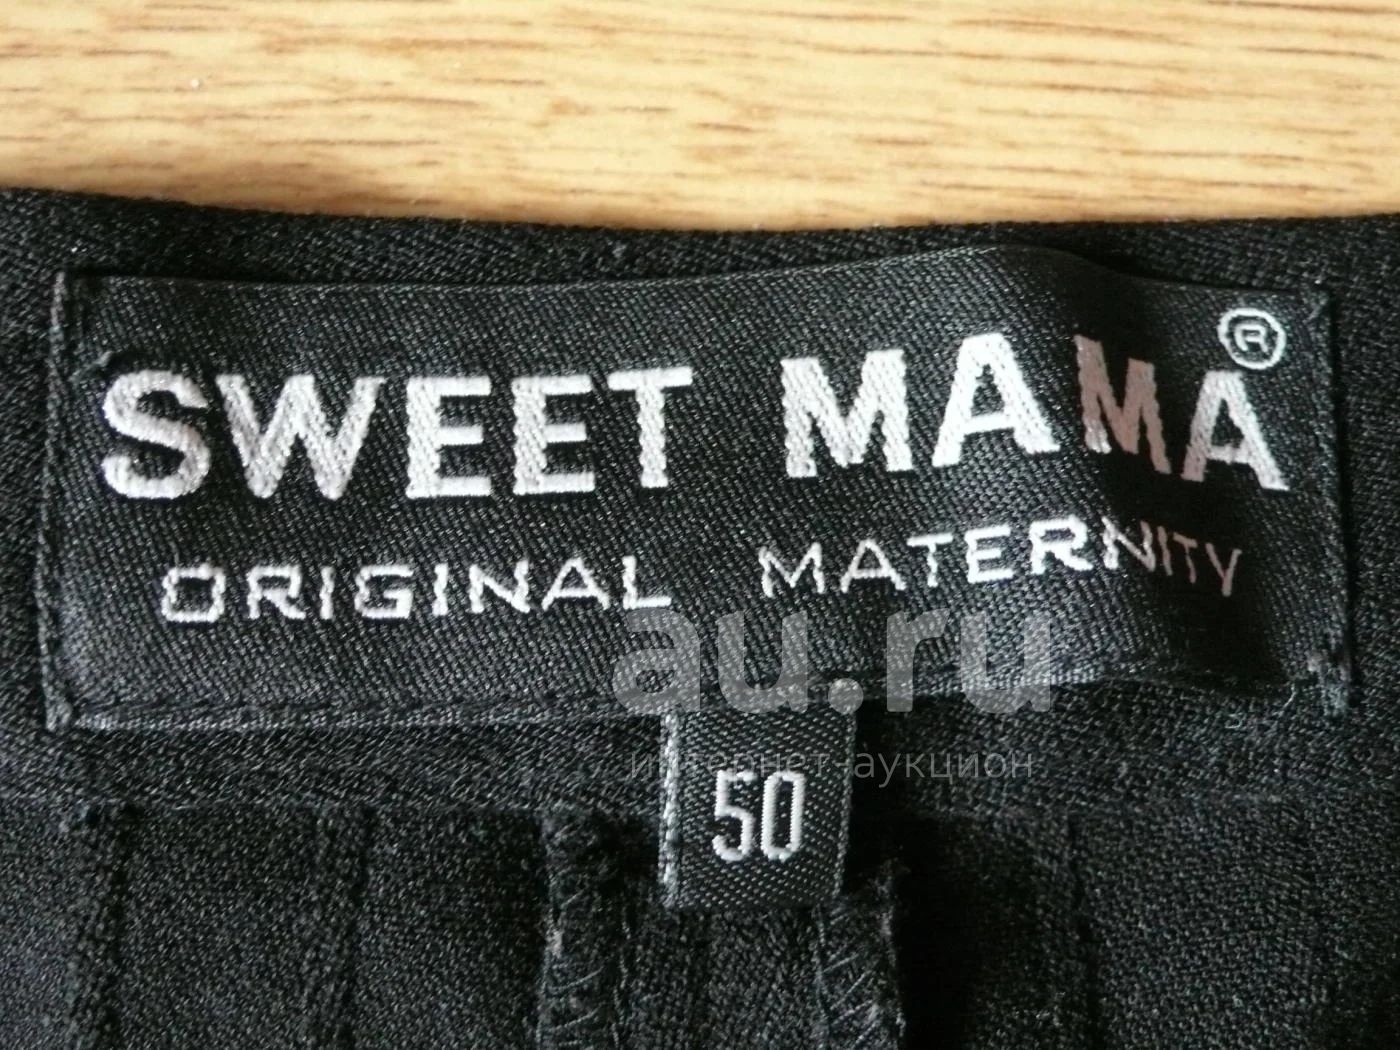 SWEET MAMA®
ORIGINAL MATERNITY
au.ru
интернет-аукцион
50